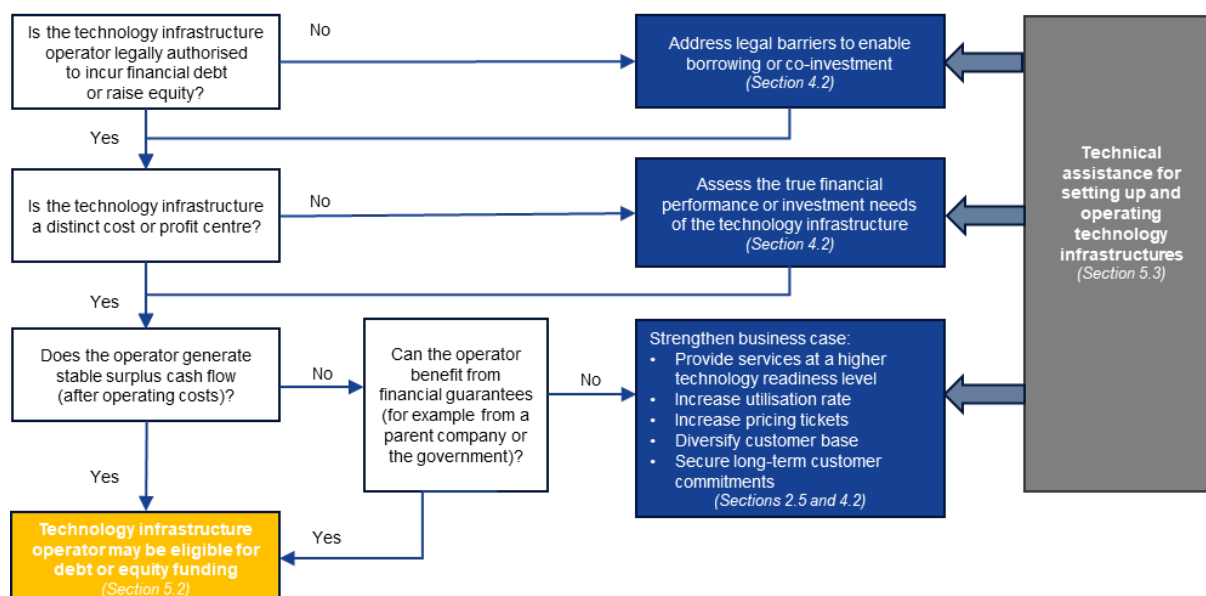 Is the technology infrastructure
operator legally authorised
to incur financial debt
or raise equity?
No
Address legal barriers to enable
borrowing or co-investment
(Section 4.2)
Yes
Is the technology infrastructure
a distinct cost or profit centre?
No
Assess the true financial
performance or investment needs
of the technology infrastructure
(Section 4.2)
Technical
assistance for
setting up and
operating
technology
infrastructures
(Section 5.3)
Yes
Does the operator generate
stable surplus cash flow
(after operating costs)?
No
Can the operator
benefit from
financial guarantees
(for example from a
parent company or
the government)?
No
Strengthen business case:
• Provide services at a higher
technology readiness level
• Increase utilisation rate
• Increase pricing tickets
• Diversify customer base
• Secure long-term customer
commitments
(Sections 2.5 and 4.2)
Yes
Yes
Technology infrastructure
operator may be eligible for
debt or equity funding
(Section 5.2)